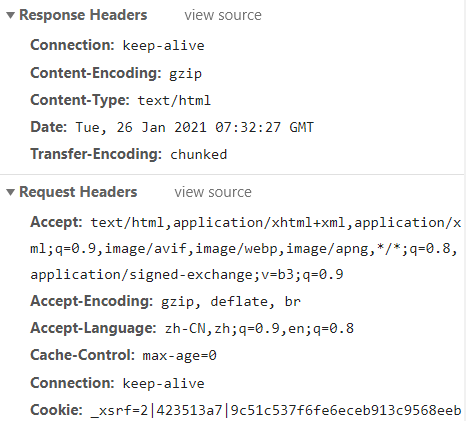 Response Headers view source
Connection: keep-alive
Content-Encoding: gzip
Content-Type: text/html
Date: Tue, 26 Jan 2021 07:32:27 GMT
Transfer-Encoding: chunked
Request Headers view source
Accept: text/html,application/xhtml+xml,application/x
ml;q=0.9,image/avif,image/webp,image/apng,*/*;q=0.8,
application/signed-exchange;v=b3;q=0.9
Accept-Encoding: gzip, deflate, br
Accept-Language: zh-CN,zh;q=0.9,en;q=0.8
Cache-Control: max-age=0
Connection: keep-alive
Cookie: _xsrf=2|423513a7|9c51c537f6fe6eceb913c9568eeb